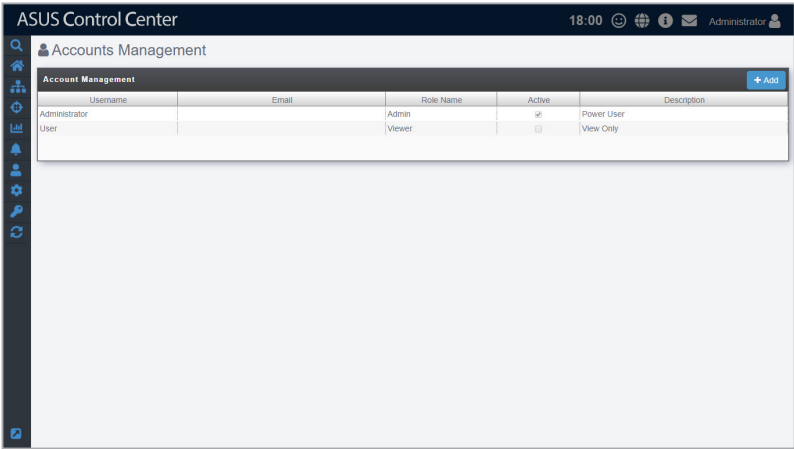 ASUS Control Center
18:00 Administrator
Accounts Management
Account Management + Add
Username Email Role Name Active Description
Administrator Admin Power User
User Viewer View Only